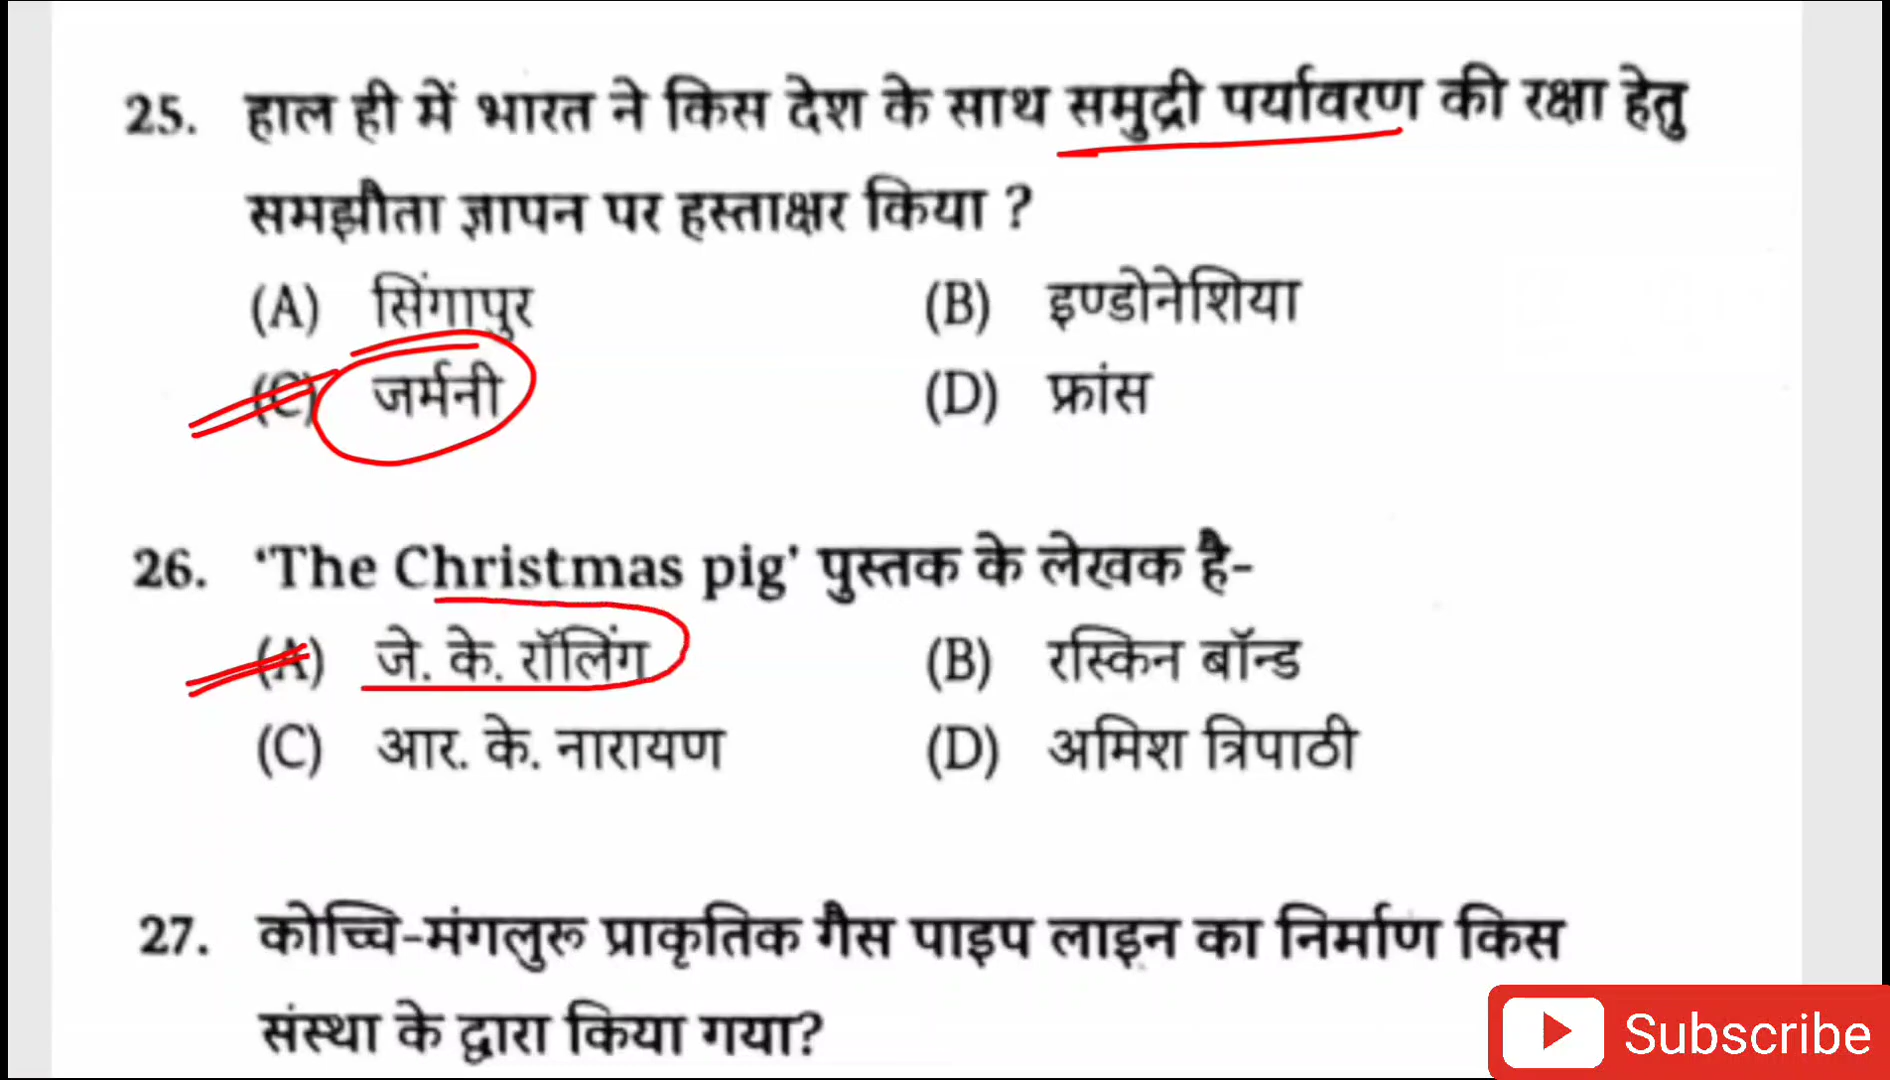 25. हाल ही में भारत ने किस देश के साथ समुद्री पर्यावरण की रक्षा हेतु
समझौता ज्ञापन पर हस्ताक्षर किया ?
(A) सिंगापुर (B) इण्डोनेशिया
(C) जर्मनी (D) फ्रांस
26. ‘The Christmas pig’ पुस्तक के लेखक है-
(A) जे. के. रॉलिंग (B) रस्किन बॉन्ड
(C) आर. के. नारायण (D) अमिश त्रिपाठी
27. कोच्चि-मंगलुरू प्राकृतिक गैस पाइप लाइन का निर्माण किस
संस्था के द्वारा किया गया?
Subscribe